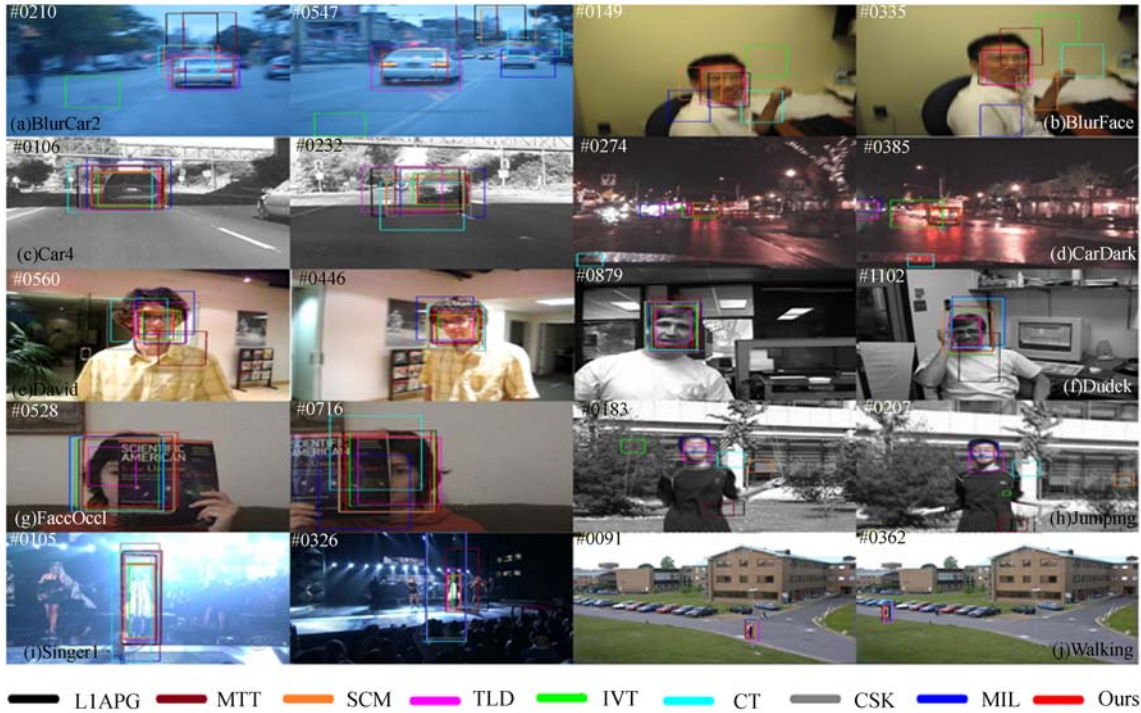 #0210 #0547 #0149 #0335
(a)BlurCar2 (b)BlurFace
#0106 #0232 #0274 #0385
(c)Car4 (d)CarDark
#0560 #0446 #0879 #1102
(e)David (f)Dudek
#0528 #0716 #0183 #0207
SCIENTIFIC
AMERICAN
(g)FaccOccl (h)Jumping
#0105 #0326 #0091 #0362
(i)Singer1 (j)Walking
L1APG MTT SCM TLD IVT CT CSK MIL Ours